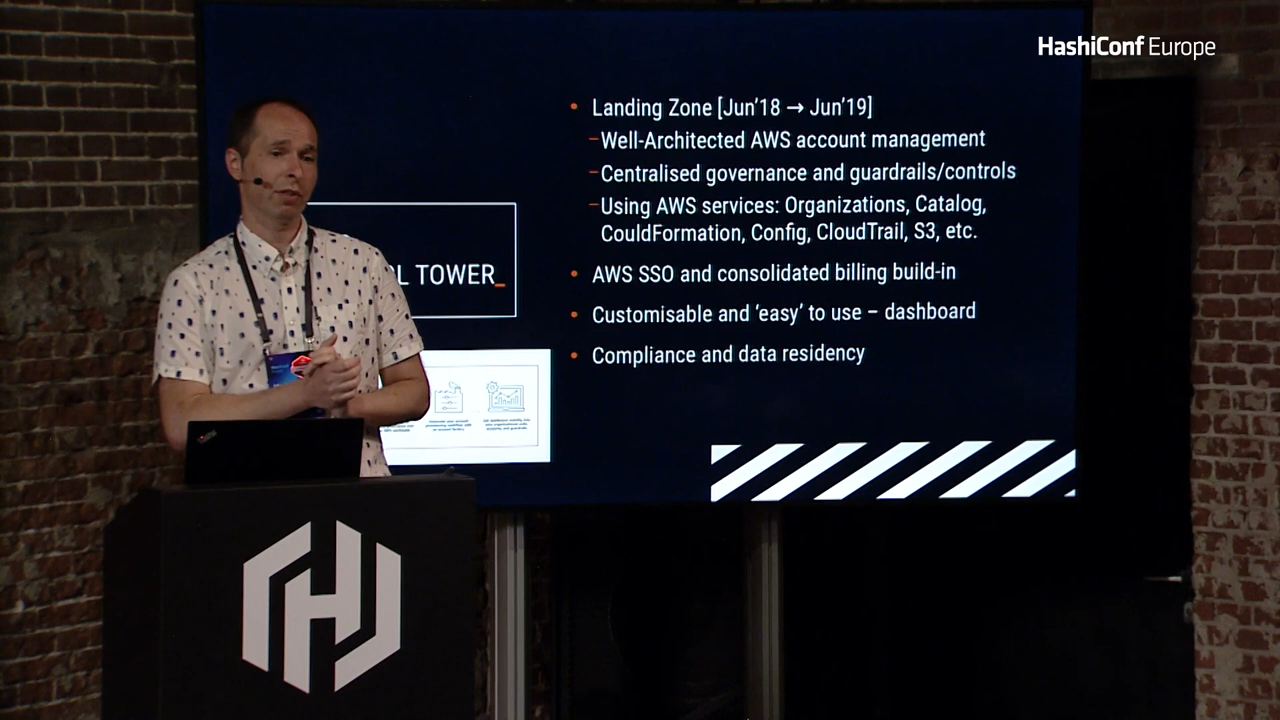 HashiConf Europe
L TOWER_
• Landing Zone [Jun'18 → Jun'19]
–Well-Architected AWS account management
–Centralised governance and guardrails/controls
–Using AWS services: Organizations, Catalog,
CouldFormation, Config, CloudTrail, S3, etc.
• AWS SSO and consolidated billing build-in
• Customisable and 'easy' to use – dashboard
• Compliance and data residency